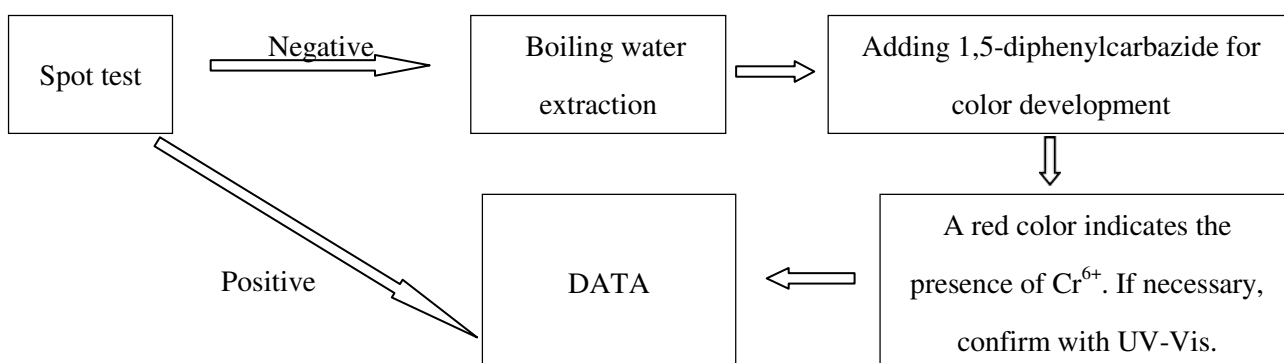 Spot test
Negative
Boiling water
extraction
Adding 1,5-diphenylcarbazide for
color development
A red color indicates the
presence of Cr⁶⁺. If necessary,
confirm with UV-Vis.
DATA
Positive